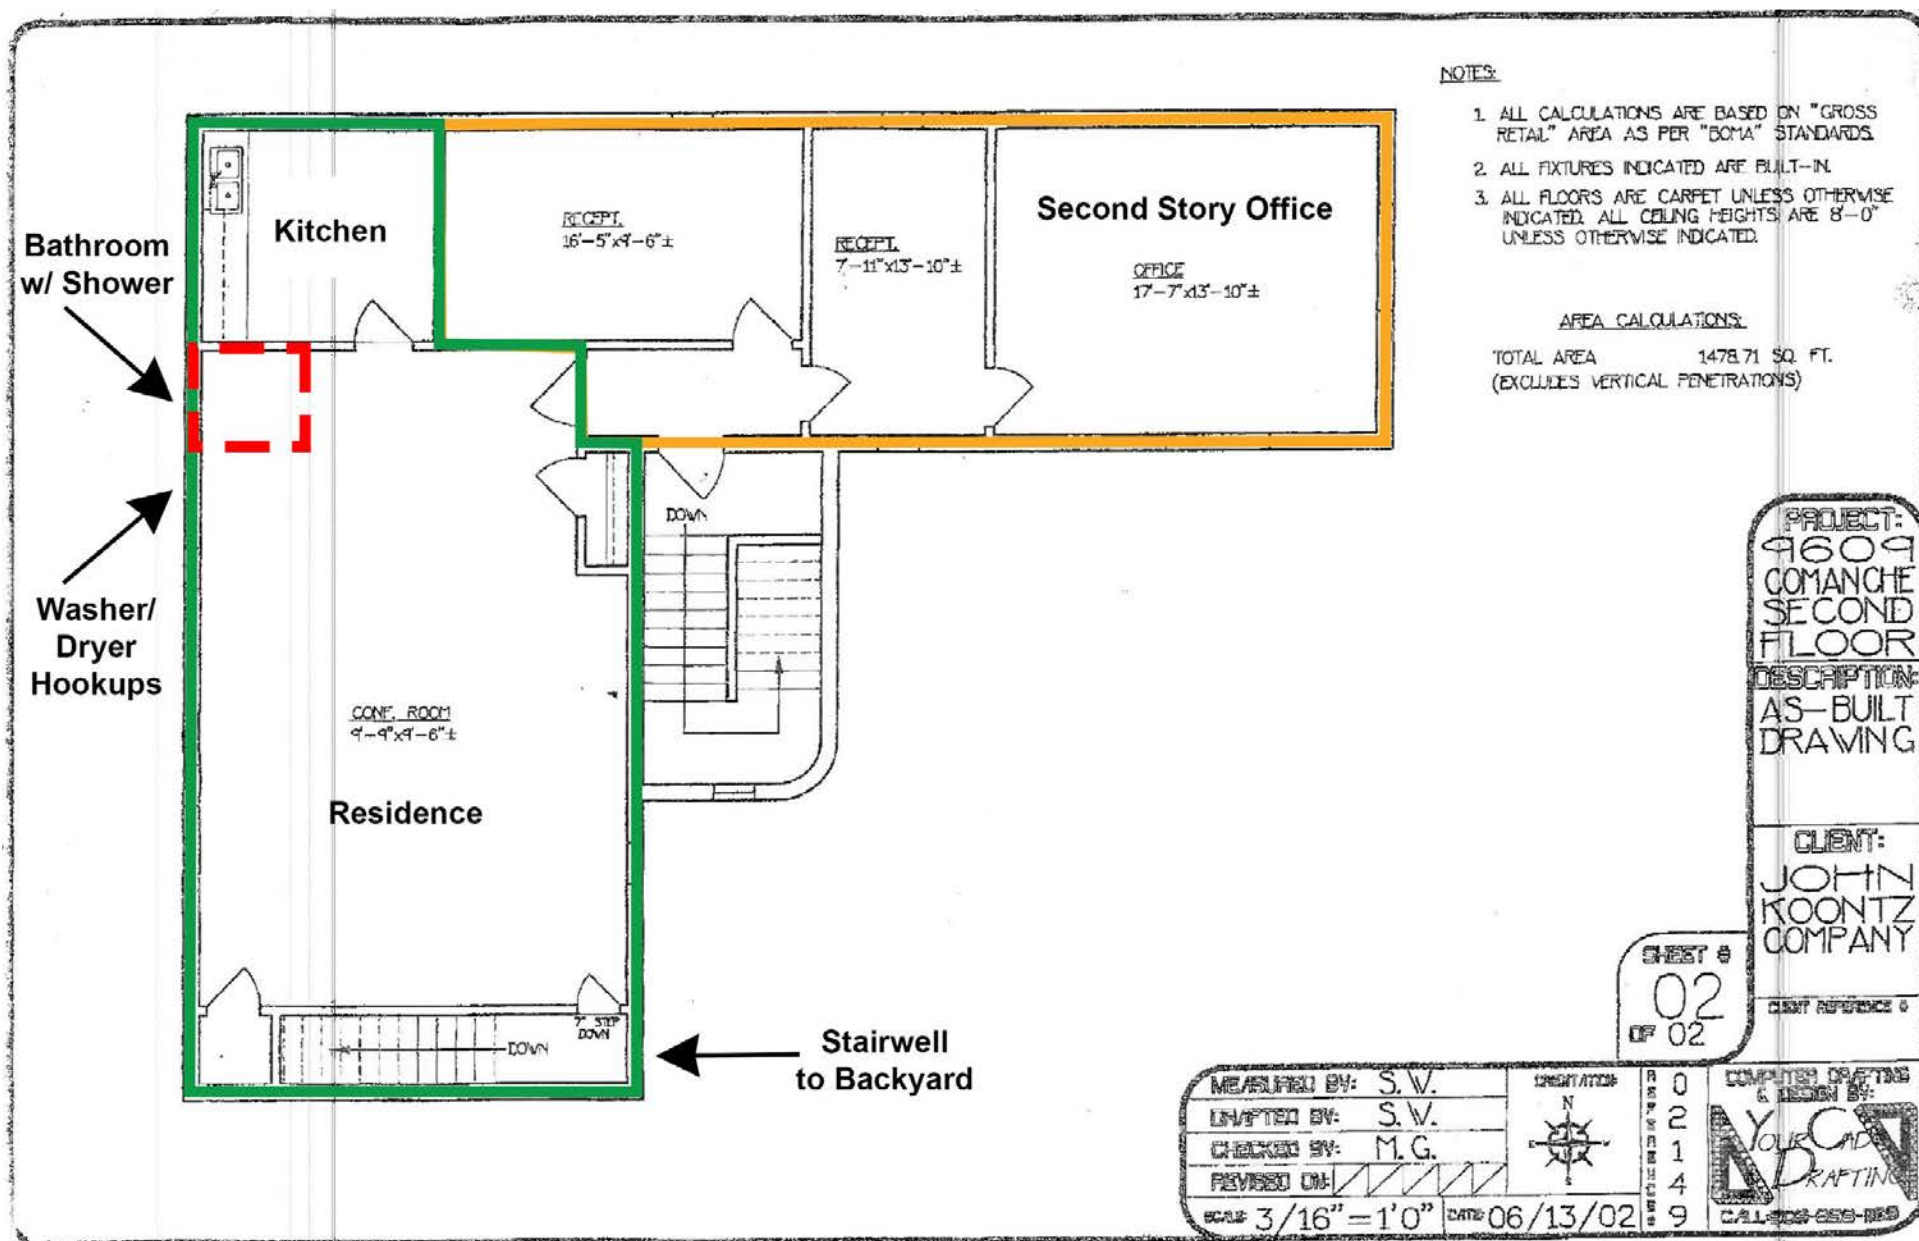 NOTES:
1. ALL CALCULATIONS ARE BASED ON "GROSS
RETAIL" AREA AS PER "BOMA" STANDARDS.
2. ALL FIXTURES INDICATED ARE BUILT-IN.
3. ALL FLOORS ARE CARPET UNLESS OTHERWISE
INDICATED. ALL CEILING HEIGHTS ARE 8'-0"
UNLESS OTHERWISE INDICATED.
AREA CALCULATIONS:
TOTAL AREA 1478.71 SQ. FT.
(EXCLUDES VERTICAL PENETRATIONS)
Kitchen
RECEPT.
16'-5"x9'-6"±
RECEPT.
7'-11"x13'-10"±
Second Story Office
OFFICE
17'-7"x13'-10"±
Bathroom
w/ Shower
Washer/
Dryer
Hookups
DOWN
CONF. ROOM
9'-9"x9'-6"±
Residence
7" STEP
DOWN
DOWN
Stairwell
to Backyard
PROJECT:
9609
COMANCHE
SECOND
FLOOR
DESCRIPTION:
AS-BUILT
DRAWING
CLIENT:
JOHN
KOONTZ
COMPANY
CLIENT REFERENCE #
SHEET #
02
OF 02
MEASURED BY: S.W.
DRAFTED BY: S.W.
CHECKED BY: M.G.
REVISED ON:
SCALE: 3/16"=1'0" DATE: 06/13/02
ORIENTATION
N
0
2
1
4
9
COMPUTER DRAFTING
& DESIGN BY:
YOUR CAD
DRAFTING